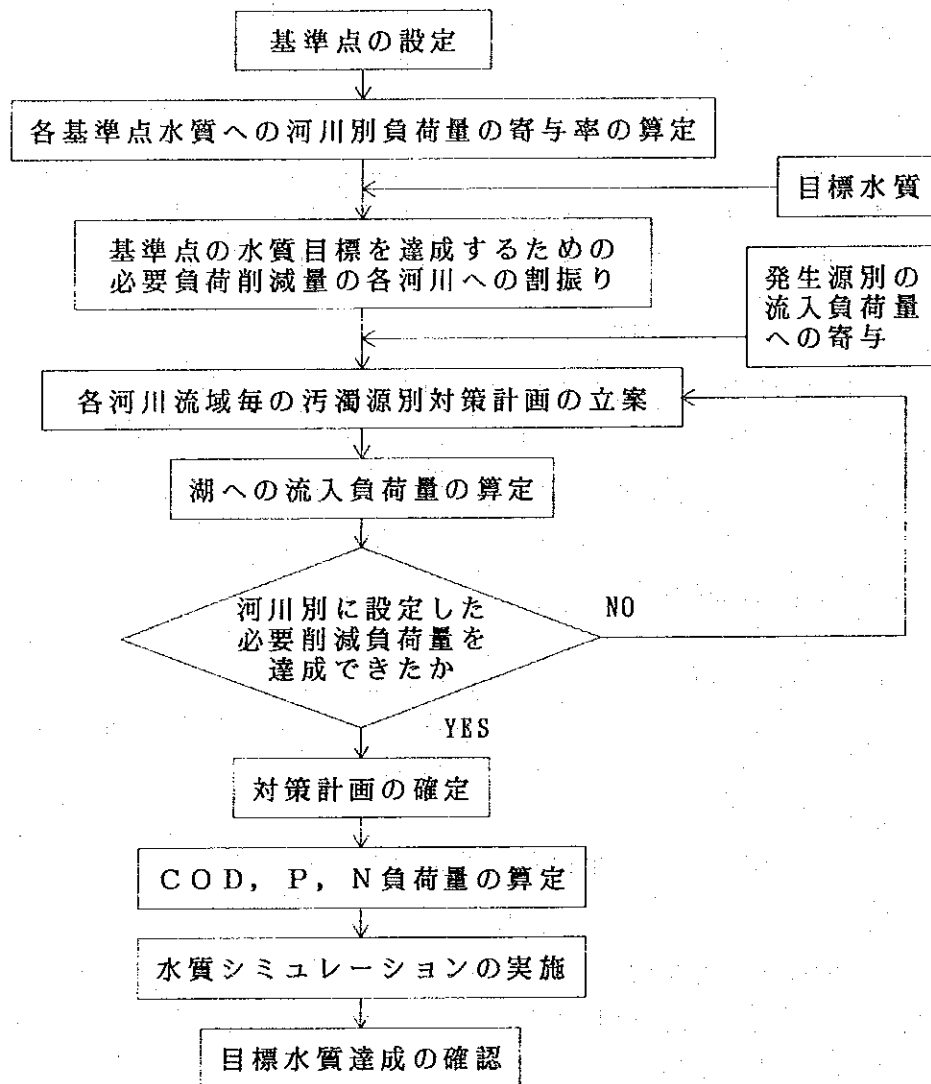 基準点の設定
各基準点水質への河川別負荷量の寄与率の算定
目標水質
基準点の水質目標を達成するための
必要負荷削減量の各河川への割振り
発生源別の
流入負荷量
への寄与
各河川流域毎の汚濁源別対策計画の立案
湖への流入負荷量の算定
河川別に設定した
必要削減負荷量を
達成できたか
NO
YES
対策計画の確定
COD, P, N負荷量の算定
水質シミュレーションの実施
目標水質達成の確認